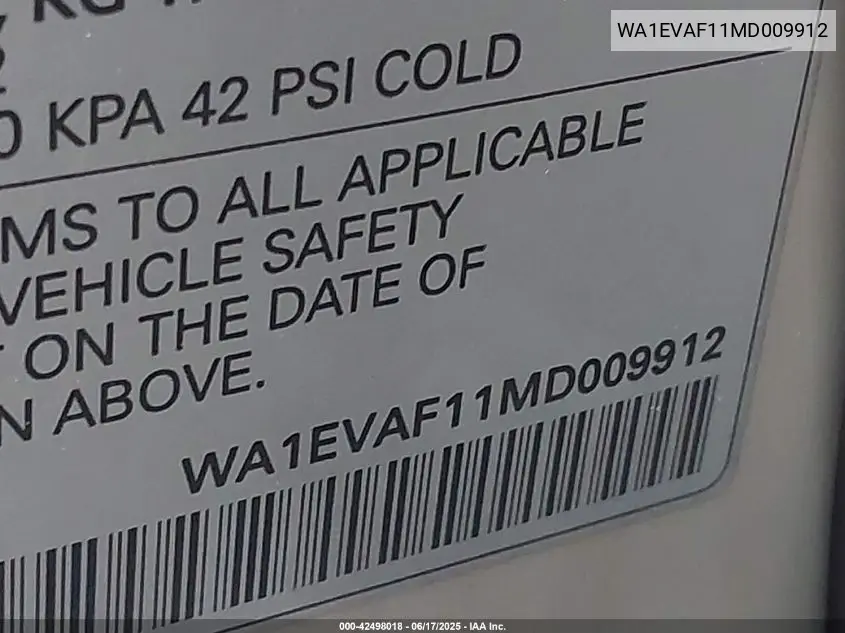 WA1EVAF11MD009912
KPA 42 PSI COLD
MS TO ALL APPLICABLE
VEHICLE SAFETY
ON THE DATE OF
N ABOVE.
WA1EVAF11MD009912
000-42498018 - 06/17/2025 - IAA Inc.